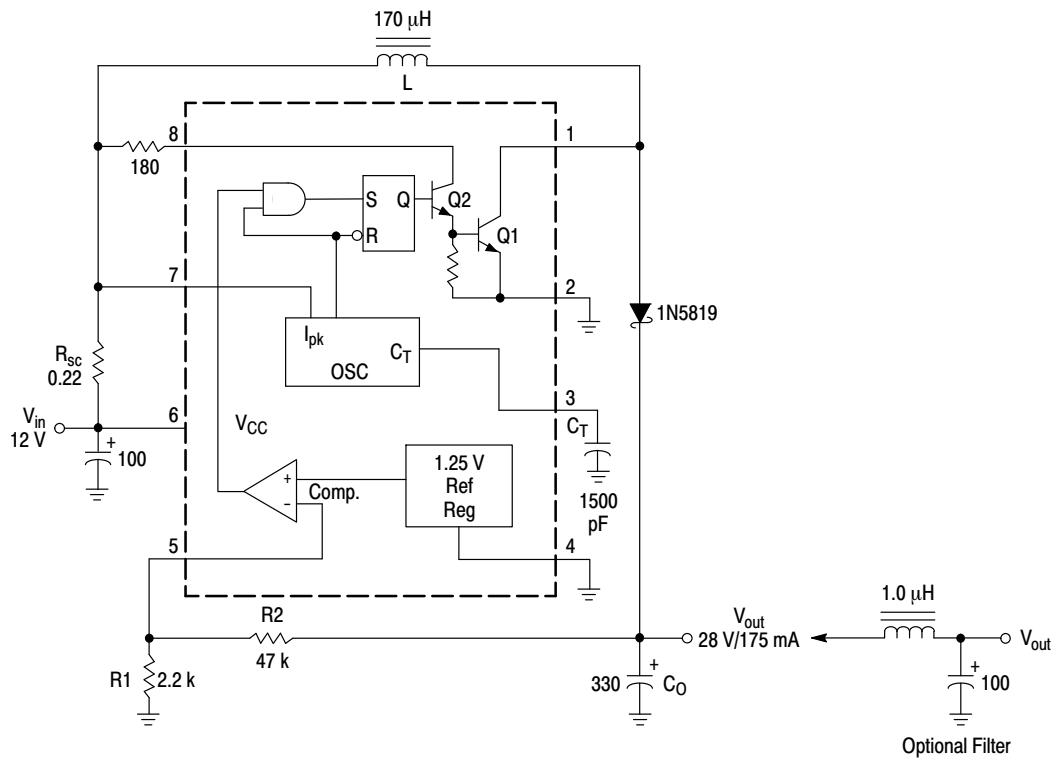 170 μH
L
8
1
180
S
Q
Q2
R
Q1
7
2
1N5819
Ipk
CT
OSC
Rsc
0.22
3
Vin
12 V
6
VCC
CT
100
1.25 V
Ref
Reg
+
−
Comp.
1500
pF
5
4
R2
47 k
1.0 μH
Vout
28 V/175 mA
Vout
R1
2.2 k
330
+
CO
+
100
+
Optional Filter